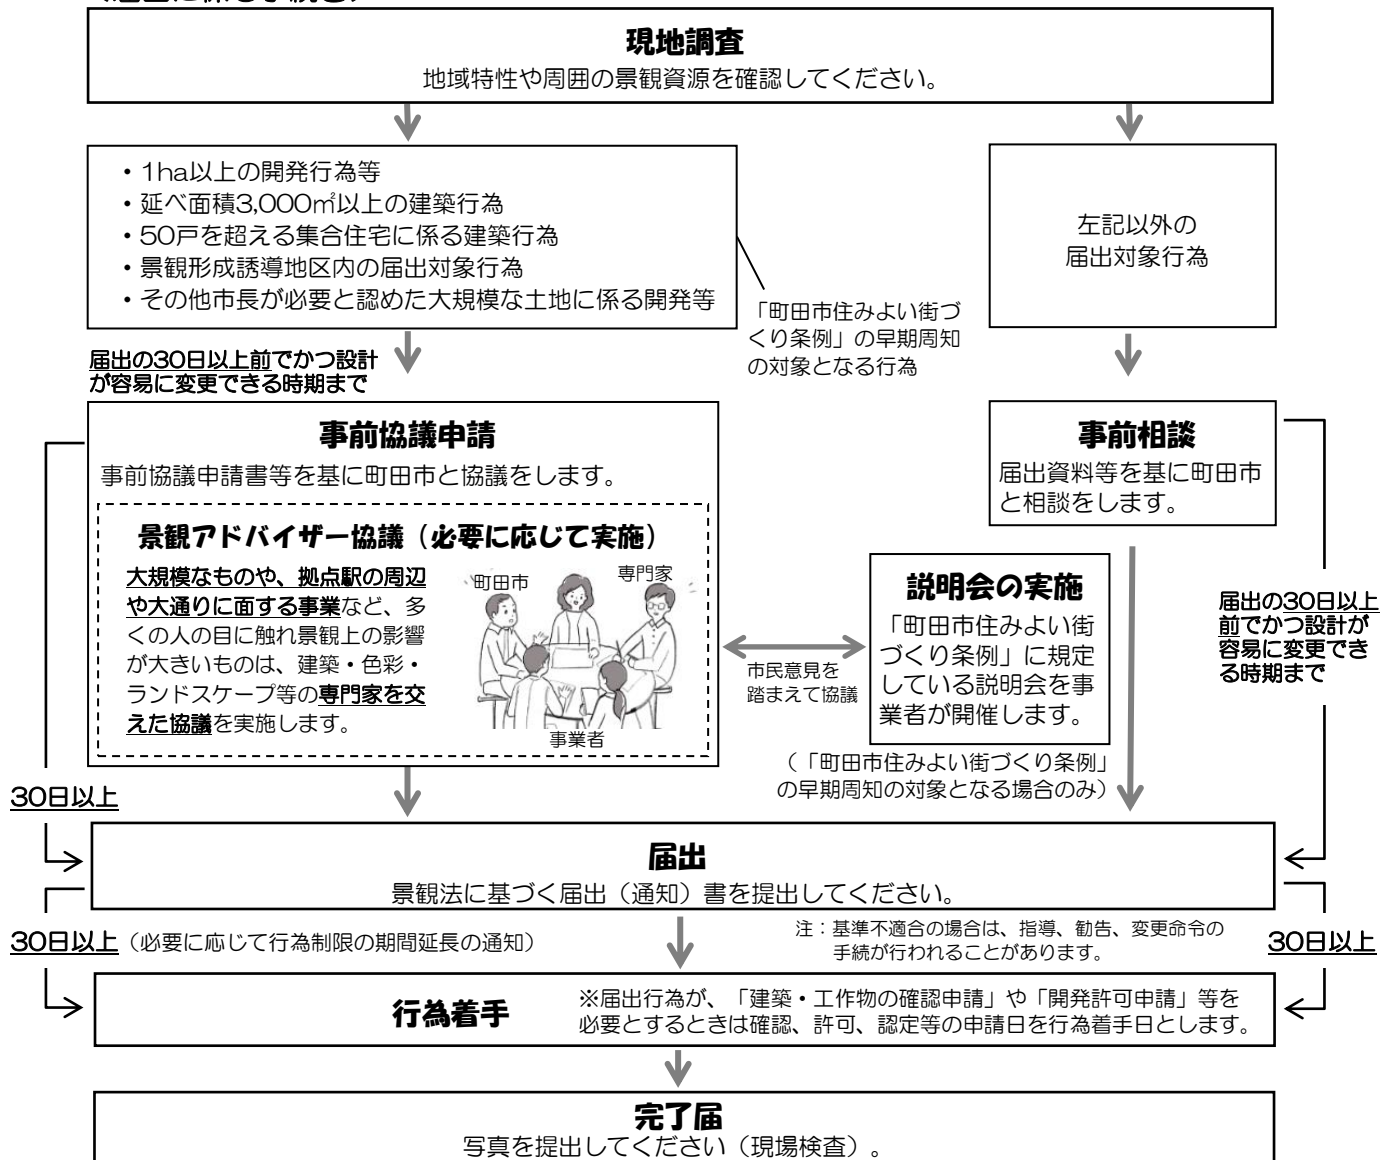 現地調査
地域特性や周囲の景観資源を確認してください。
・1ha以上の開発行為等
・延べ面積3,000㎡以上の建築行為
・50戸を超える集合住宅に係る建築行為
・景観形成誘導地区内の届出対象行為
・その他市長が必要と認めた大規模な土地に係る開発等
「町田市住みよい街づ
くり条例」の早期周知
の対象となる行為
左記以外の
届出対象行為
届出の30日以上前でかつ設計
が容易に変更できる時期まで
事前協議申請
事前協議申請書等を基に町田市と協議をします。
景観アドバイザー協議（必要に応じて実施）
大規模なものや、拠点駅の周辺
や大通りに面する事業など、多
くの人の目に触れ景観上の影響
が大きいものは、建築・色彩・
ランドスケープ等の専門家を交
えた協議を実施します。
町田市
専門家
事業者
市民意見を
踏まえて協議
事前相談
届出資料等を基に町田市
と相談をします。
説明会の実施
「町田市住みよい街
づくり条例」に規定
している説明会を事
業者が開催します。
（「町田市住みよい街づくり条例」
の早期周知の対象となる場合のみ）
届出の30日以上
前でかつ設計が
容易に変更でき
る時期まで
30日以上
届出
景観法に基づく届出（通知）書を提出してください。
30日以上（必要に応じて行為制限の期間延長の通知）
注：基準不適合の場合は、指導、勧告、変更命令の
手続が行われることがあります。
30日以上
行為着手
※届出行為が、「建築・工作物の確認申請」や「開発許可申請」等を
必要とするときは確認、許可、認定等の申請日を行為着手日とします。
完了届
写真を提出してください（現場検査）。